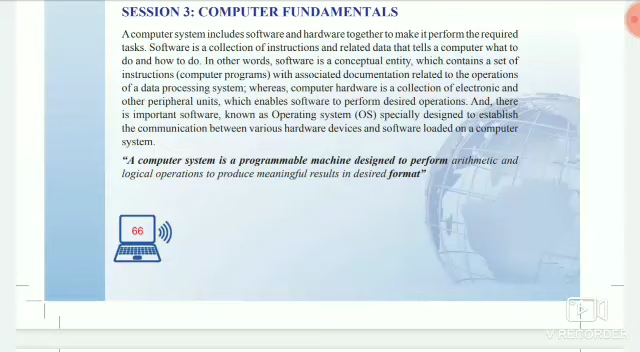 SESSION 3: COMPUTER FUNDAMENTALS
A computer system includes software and hardware together to make it perform the required
tasks. Software is a collection of instructions and related data that tells a computer what to
do and how to do. In other words, software is a conceptual entity, which contains a set of
instructions (computer programs) with associated documentation related to the operations
of a data processing system; whereas, computer hardware is a collection of electronic and
other peripheral units, which enables software to perform desired operations. And, there
is important software, known as Operating system (OS) specially designed to establish
the communication between various hardware devices and software loaded on a computer
system.
“A computer system is a programmable machine designed to perform arithmetic and
logical operations to produce meaningful results in desired format”
66
V RECORDER